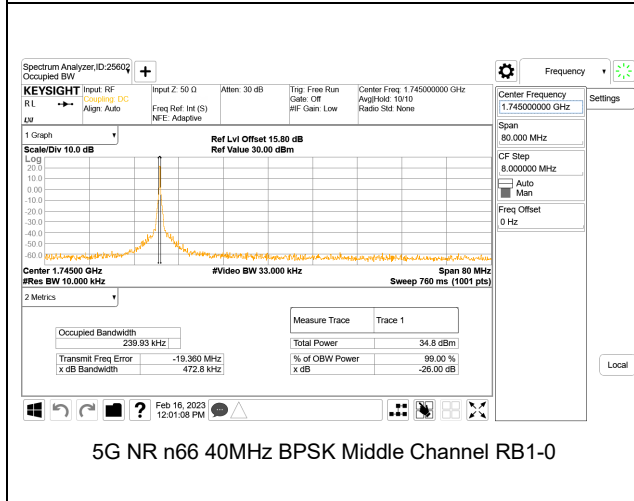 Spectrum Analyzer,ID:25602
Occupied BW
+
Frequency
KEYSIGHT
Input: RF
Input Z: 50 Ω
Atten: 30 dB
Trig: Free Run
Center Freq: 1.745000000 GHz
RL
Coupling: DC
Gate: Off
Avg|Hold: 10/10
Align: Auto
Freq Ref: Int (S)
#IF Gain: Low
Radio Std: None
NFE: Adaptive
Center Frequency
1.745000000 GHz
Settings
Span
80.000 MHz
CF Step
8.000000 MHz
Auto
Man
Freq Offset
0 Hz
Local
1 Graph
Ref Lvl Offset 15.80 dB
Scale/Div 10.0 dB
Ref Value 30.00 dBm
Log
20.0
10.0
0.00
-10.0
-20.0
-30.0
-40.0
-50.0
-60.0
Center 1.74500 GHz
#Video BW 33.000 kHz
Span 80 MHz
#Res BW 10.000 kHz
Sweep 760 ms (1001 pts)
2 Metrics
Measure Trace
Trace 1
Occupied Bandwidth
239.93 kHz
Total Power
34.8 dBm
Transmit Freq Error
-19.360 MHz
% of OBW Power
99.00 %
x dB Bandwidth
472.8 kHz
x dB
-26.00 dB
?
Feb 16, 2023
12:01:08 PM
5G NR n66 40MHz BPSK Middle Channel RB1-0